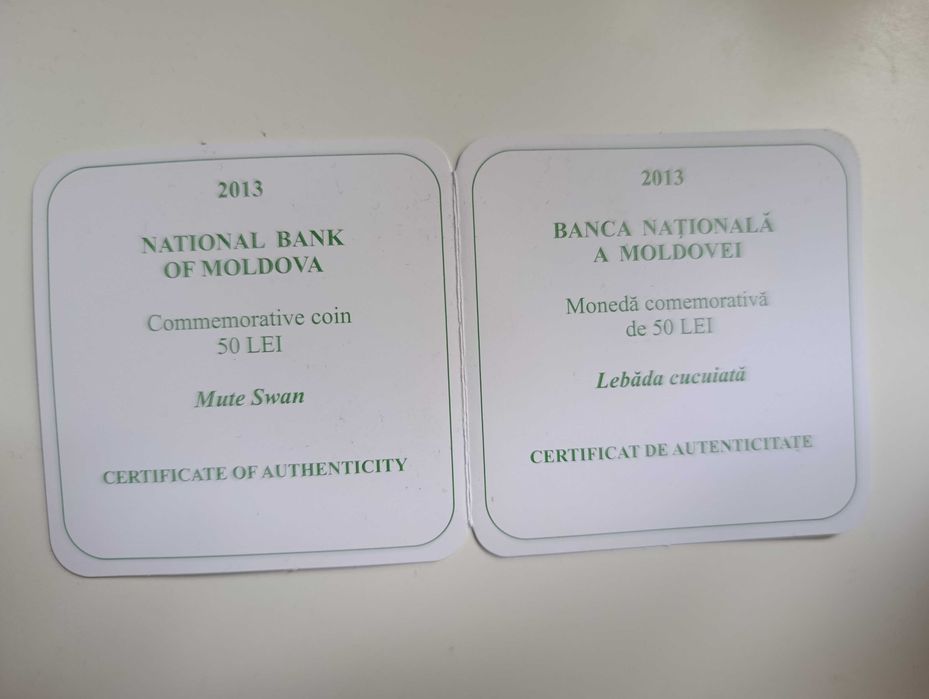 2013
NATIONAL BANK
OF MOLDOVA
Commemorative coin
50 LEI
Mute Swan
CERTIFICATE OF AUTHENTICITY
2013
BANCA NAȚIONALĂ
A MOLDOVEI
Monedă comemorativă
de 50 LEI
Lebăda cucuiată
CERTIFICAT DE AUTENTICITATE